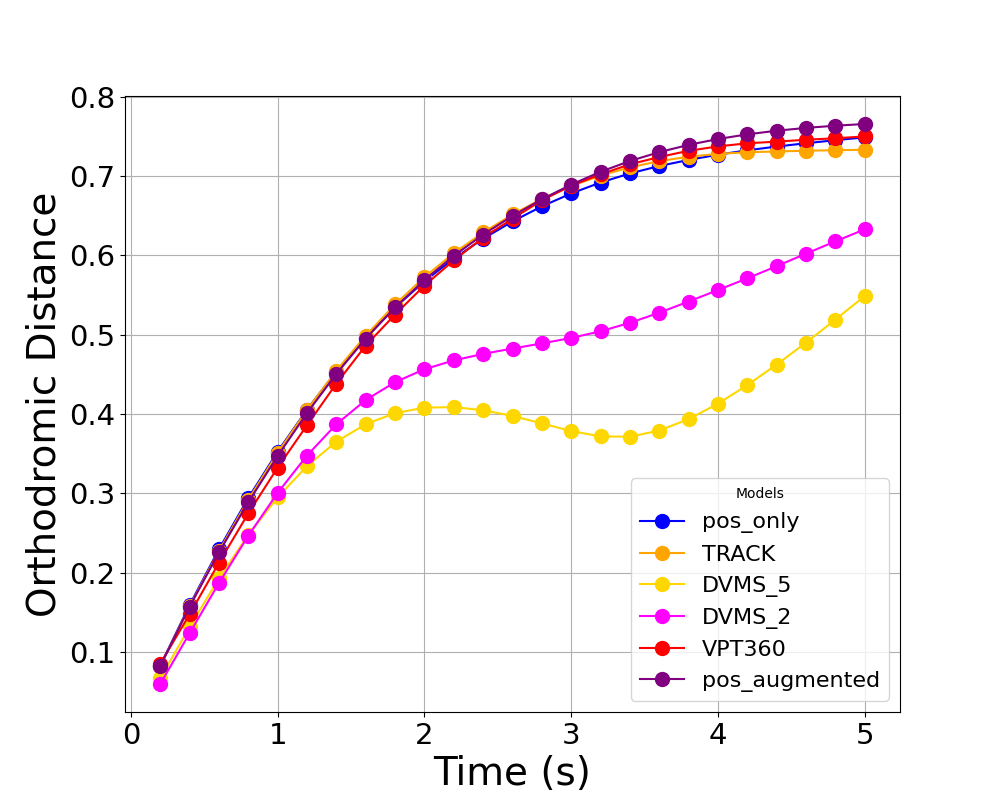 0.8
0.7
0.6
0.5
0.4
0.3
0.2
0.1
Orthodromic Distance
0 1 2 3 4 5
Time (s)
Models
pos_only
TRACK
DVMS_5
DVMS_2
VPT360
pos_augmented